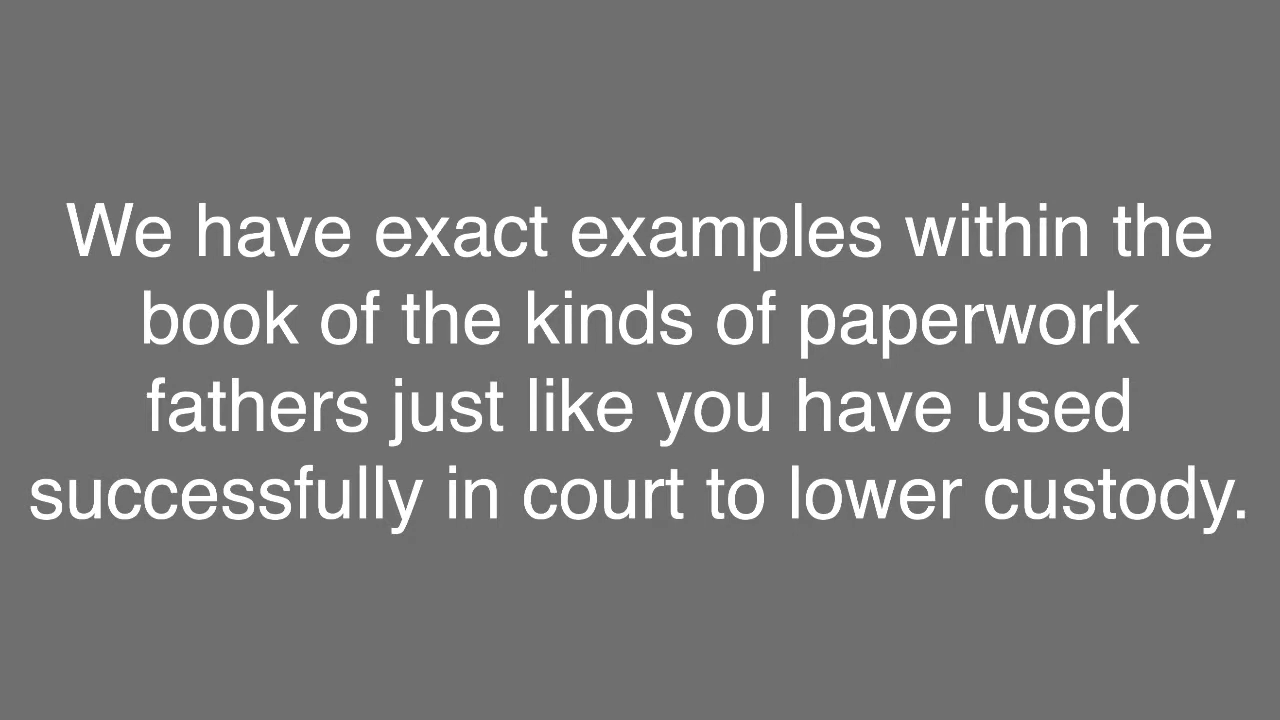 We have exact examples within the
book of the kinds of paperwork
fathers just like you have used
successfully in court to lower custody.